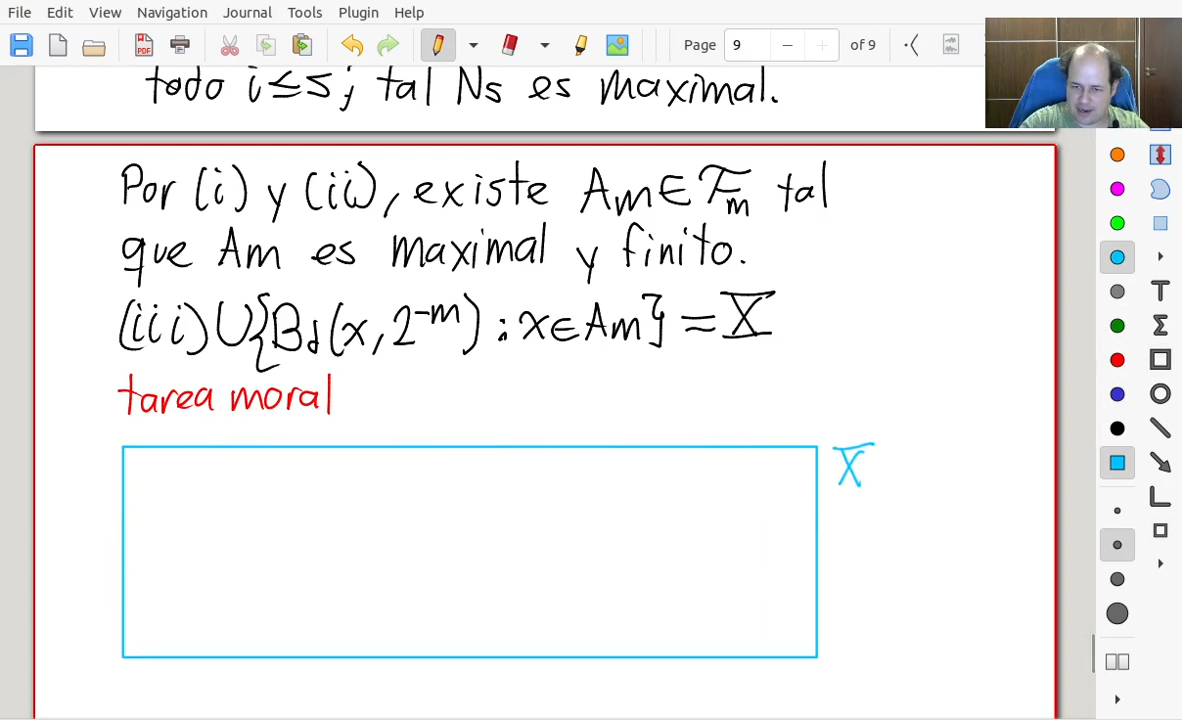 File Edit View Navigation Journal Tools Plugin Help
Page 9 of 9
todo i≤s; tal Ns es maximal.
Por (i) y (ii), existe Am∈ℱm tal
que Am es maximal y finito.
(iii) ∪{Bd(x, 2^-m) : x∈Am} = X
tarea moral
X